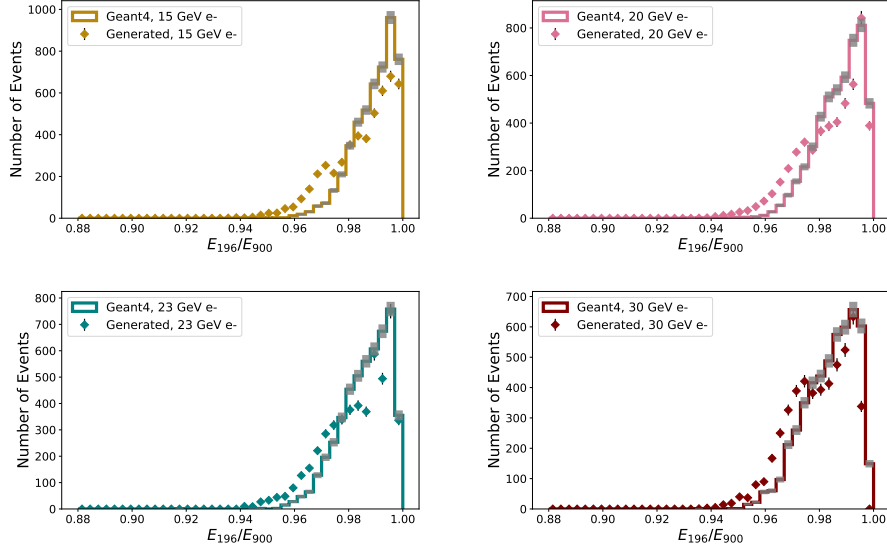 Geant4, 15 GeV e-
Generated, 15 GeV e-
Number of Events
1000
800
600
400
200
0
0.88 0.90 0.92 0.94 0.96 0.98 1.00
E196/E900
Geant4, 20 GeV e-
Generated, 20 GeV e-
Number of Events
800
600
400
200
0
0.88 0.90 0.92 0.94 0.96 0.98 1.00
E196/E900
Geant4, 23 GeV e-
Generated, 23 GeV e-
Number of Events
800
700
600
500
400
300
200
100
0
0.88 0.90 0.92 0.94 0.96 0.98 1.00
E196/E900
Geant4, 30 GeV e-
Generated, 30 GeV e-
Number of Events
700
600
500
400
300
200
100
0
0.88 0.90 0.92 0.94 0.96 0.98 1.00
E196/E900